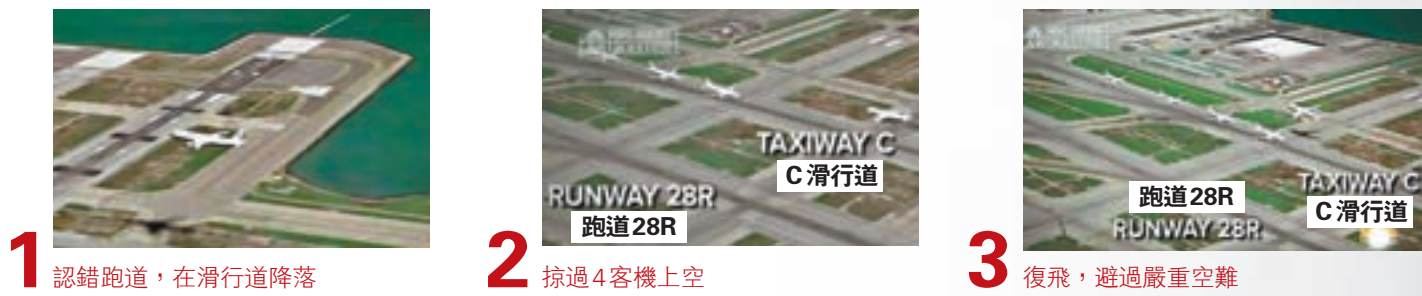 1 認錯跑道，在滑行道降落
TAXIWAY C
C滑行道
RUNWAY 28R
跑道28R
2 掠過4客機上空
跑道28R
RUNWAY 28R
TAXIWAY C
C滑行道
3 復飛，避過嚴重空難